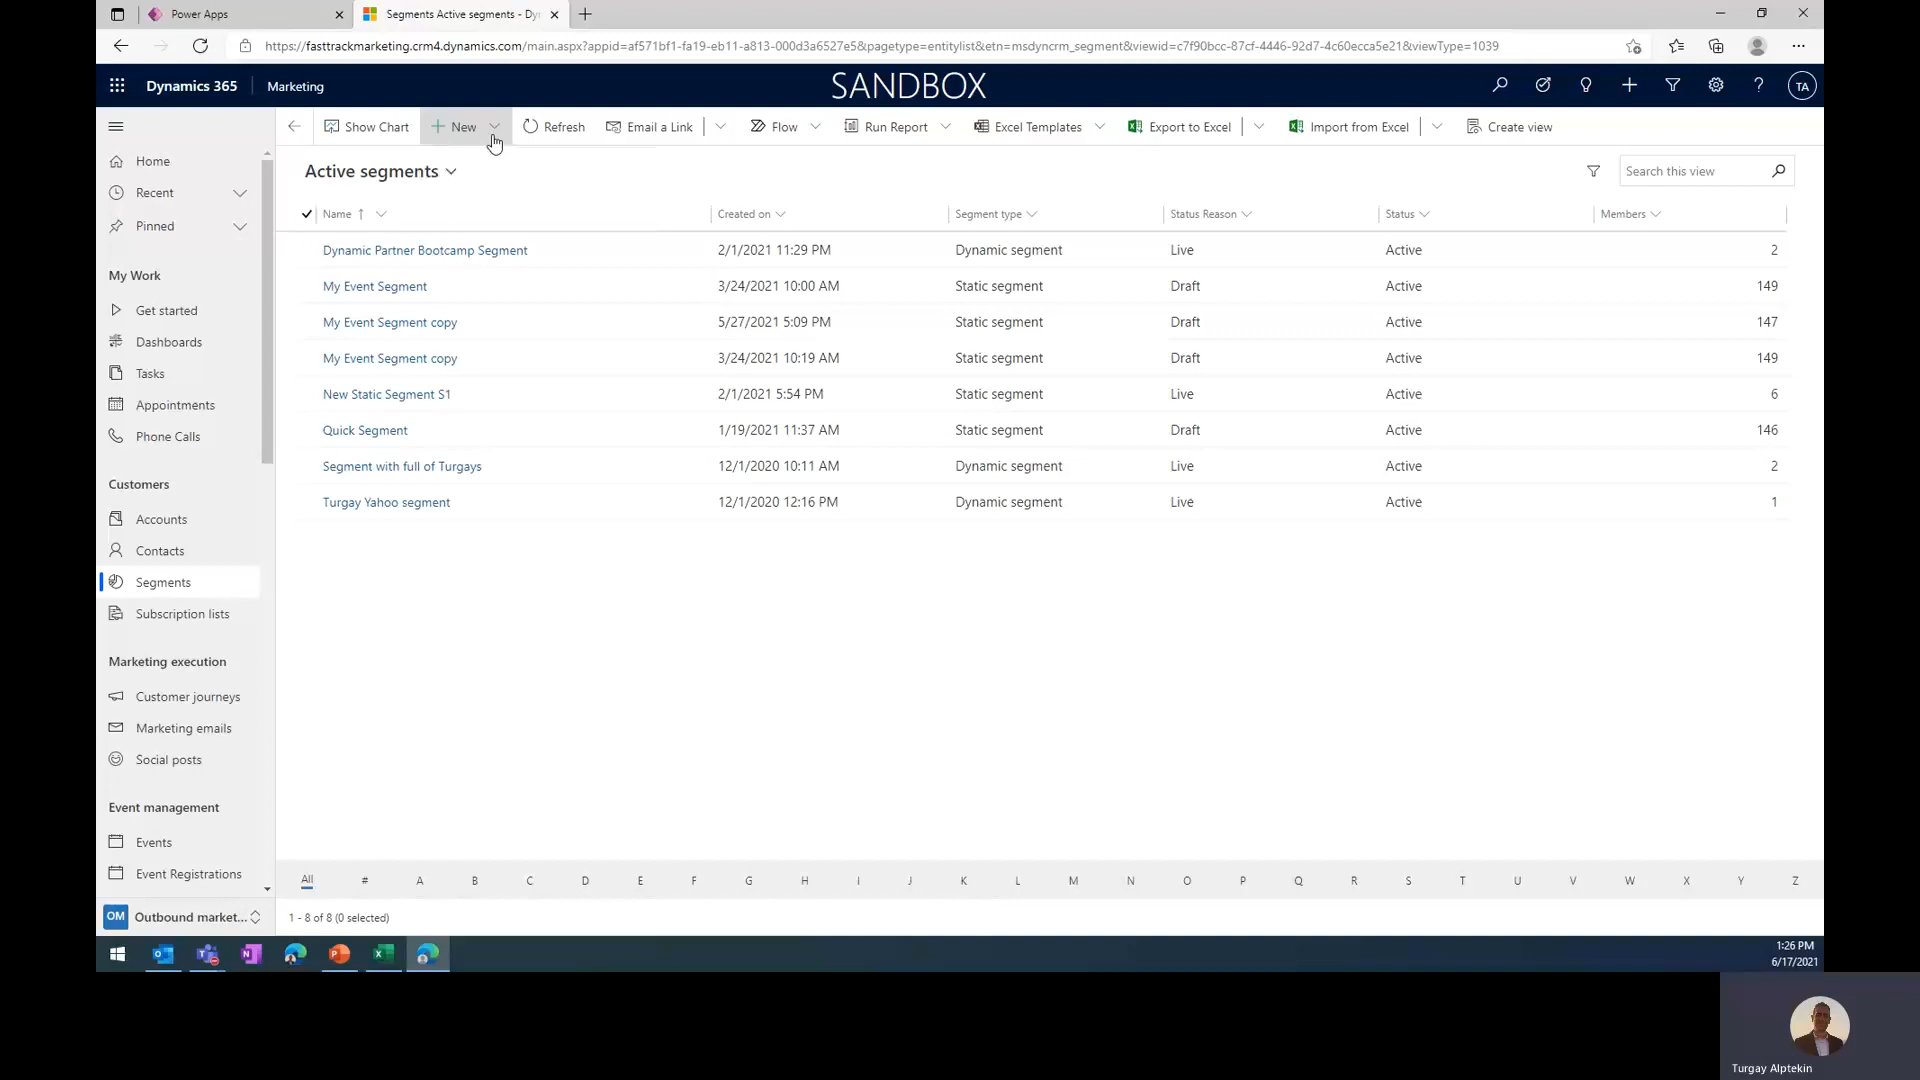 Power Apps
Segments Active segments - Dy
https://fasttrackmarketing.crm4.dynamics.com/main.aspx?appid=af571bf1-fa19-eb11-a813-000d3a6527e5&pagetype=entitylist&etn=msdyncrm_segment&viewid=c7f90bcc-87cf-4446-92d7-4c60ecca5e21&viewType=1039
Dynamics 365 Marketing SANDBOX TA
Show Chart New Refresh Email a Link Flow Run Report Excel Templates Export to Excel Import from Excel Create view
Home
Recent
Pinned
My Work
Get started
Dashboards
Tasks
Appointments
Phone Calls
Customers
Accounts
Contacts
Segments
Subscription lists
Marketing execution
Customer journeys
Marketing emails
Social posts
Event management
Events
Event Registrations
OM Outbound market...
Active segments
Search this view
Name Created on Segment type Status Reason Status Members
Dynamic Partner Bootcamp Segment 2/1/2021 11:29 PM Dynamic segment Live Active 2
My Event Segment 3/24/2021 10:00 AM Static segment Draft Active 149
My Event Segment copy 5/27/2021 5:09 PM Static segment Draft Active 147
My Event Segment copy 3/24/2021 10:19 AM Static segment Draft Active 149
New Static Segment S1 2/1/2021 5:54 PM Static segment Live Active 6
Quick Segment 1/19/2021 11:37 AM Static segment Draft Active 146
Segment with full of Turgays 12/1/2020 10:11 AM Dynamic segment Live Active 2
Turgay Yahoo segment 12/1/2020 12:16 PM Dynamic segment Live Active 1
All # A B C D E F G H I J K L M N O P Q R S T U V W X Y Z
1 - 8 of 8 (0 selected)
1:26 PM
6/17/2021
Turgay Alptekin